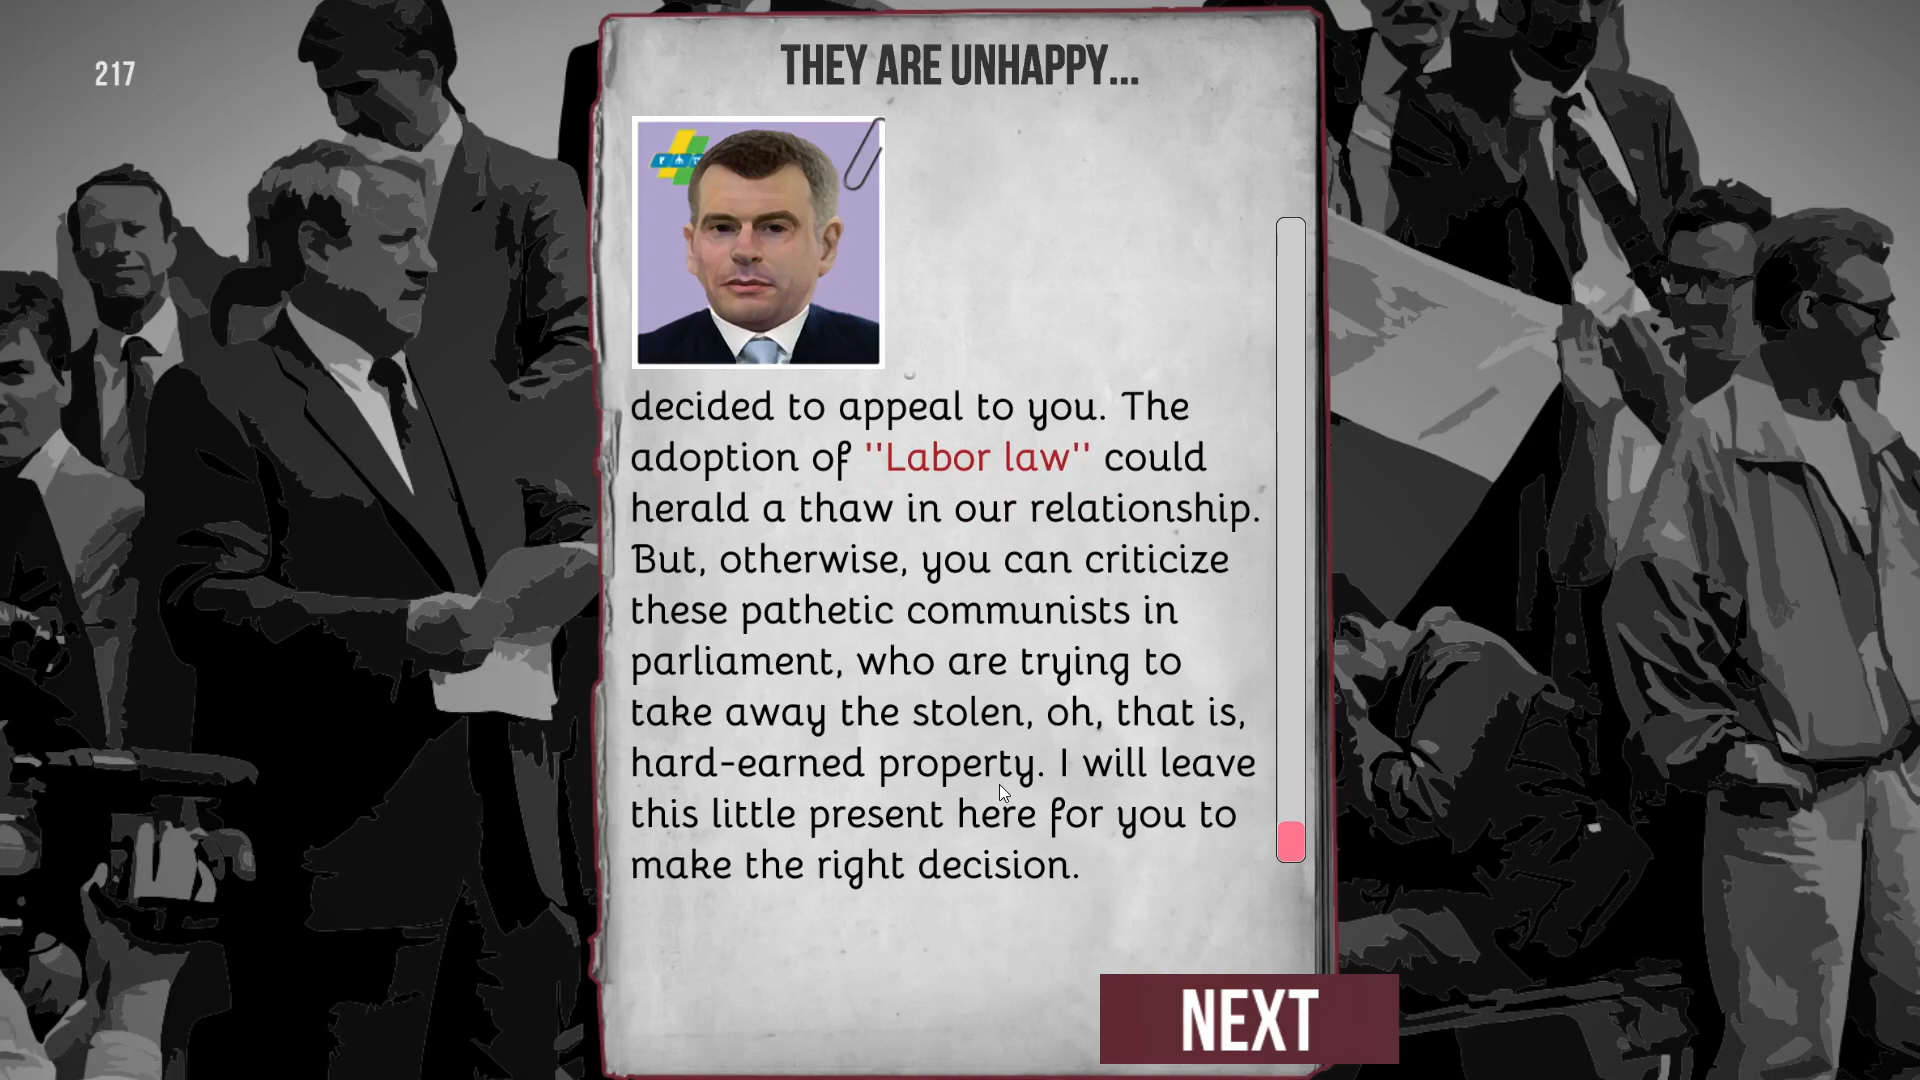 217
THEY ARE UNHAPPY...
decided to appeal to you. The
adoption of ''Labor law'' could
herald a thaw in our relationship.
But, otherwise, you can criticize
these pathetic communists in
parliament, who are trying to
take away the stolen, oh, that is,
hard-earned property. I will leave
this little present here for you to
make the right decision.
NEXT